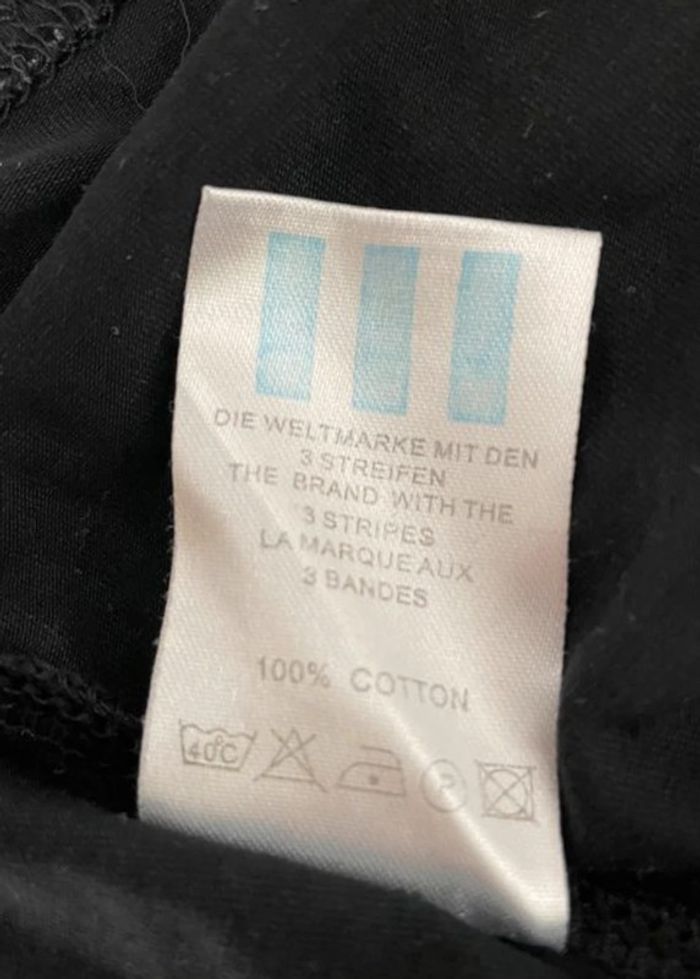 DIE WELTMARKE MIT DEN
3 STREIFEN
THE BRAND WITH THE
3 STRIPES
LA MARQUE AUX
3 BANDES
100% COTTON
40°C P